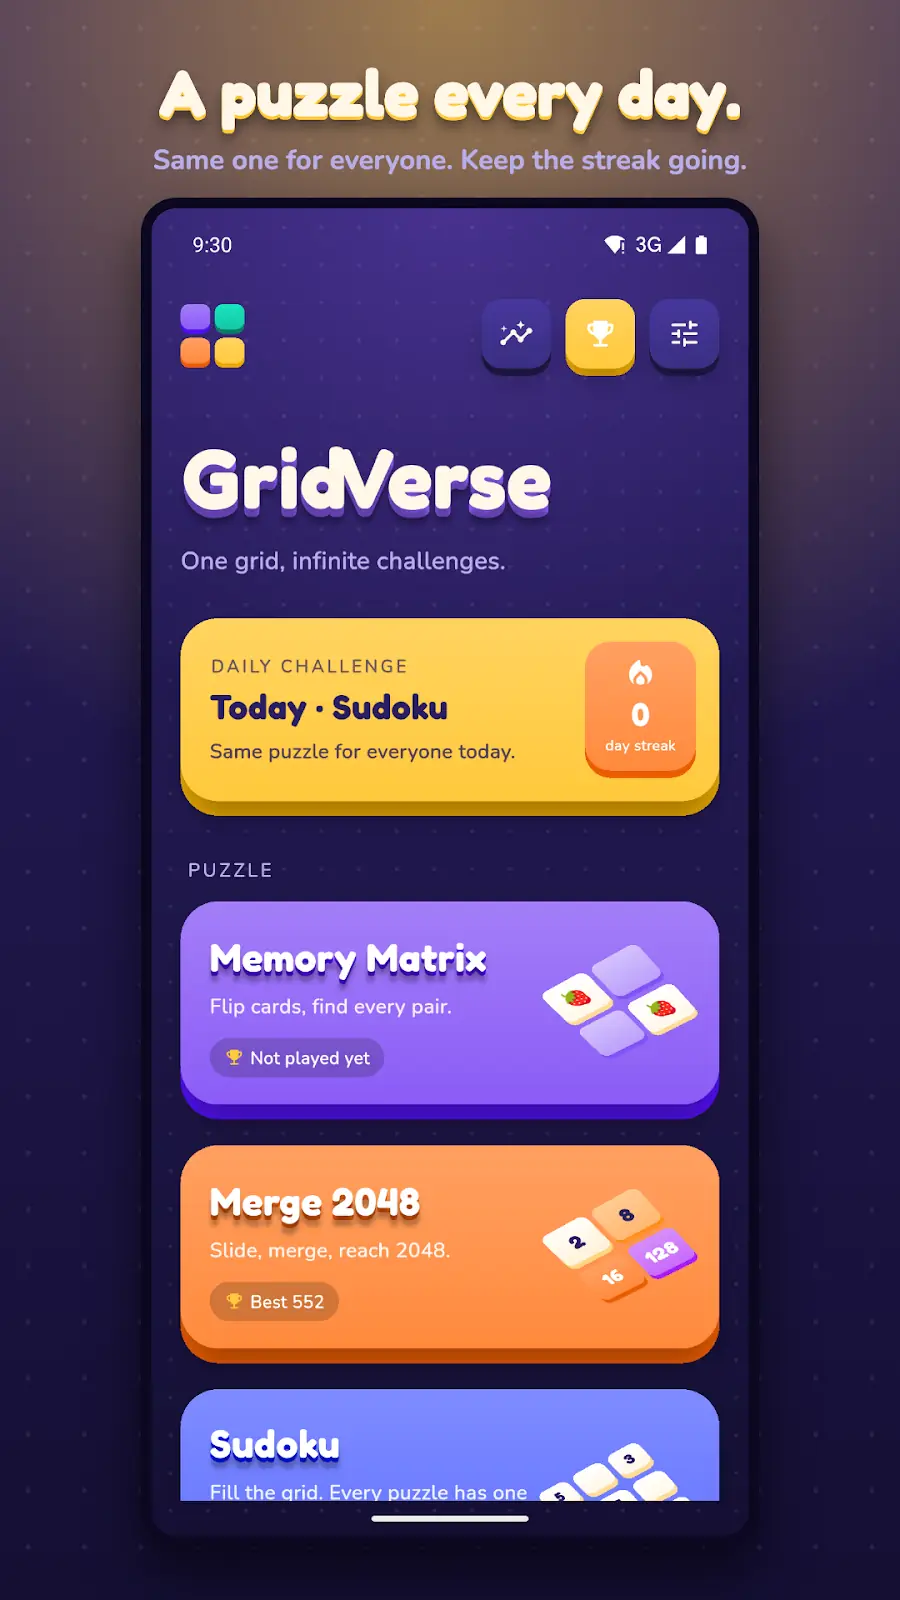 A puzzle every day.
Same one for everyone. Keep the streak going.
9:30
3G
GridVerse
One grid, infinite challenges.
DAILY CHALLENGE
Today · Sudoku
Same puzzle for everyone today.
0
day streak
PUZZLE
Memory Matrix
Flip cards, find every pair.
Not played yet
Merge 2048
Slide, merge, reach 2048.
Best 552
2
8
128
16
Sudoku
Fill the grid. Every puzzle has one
3
5